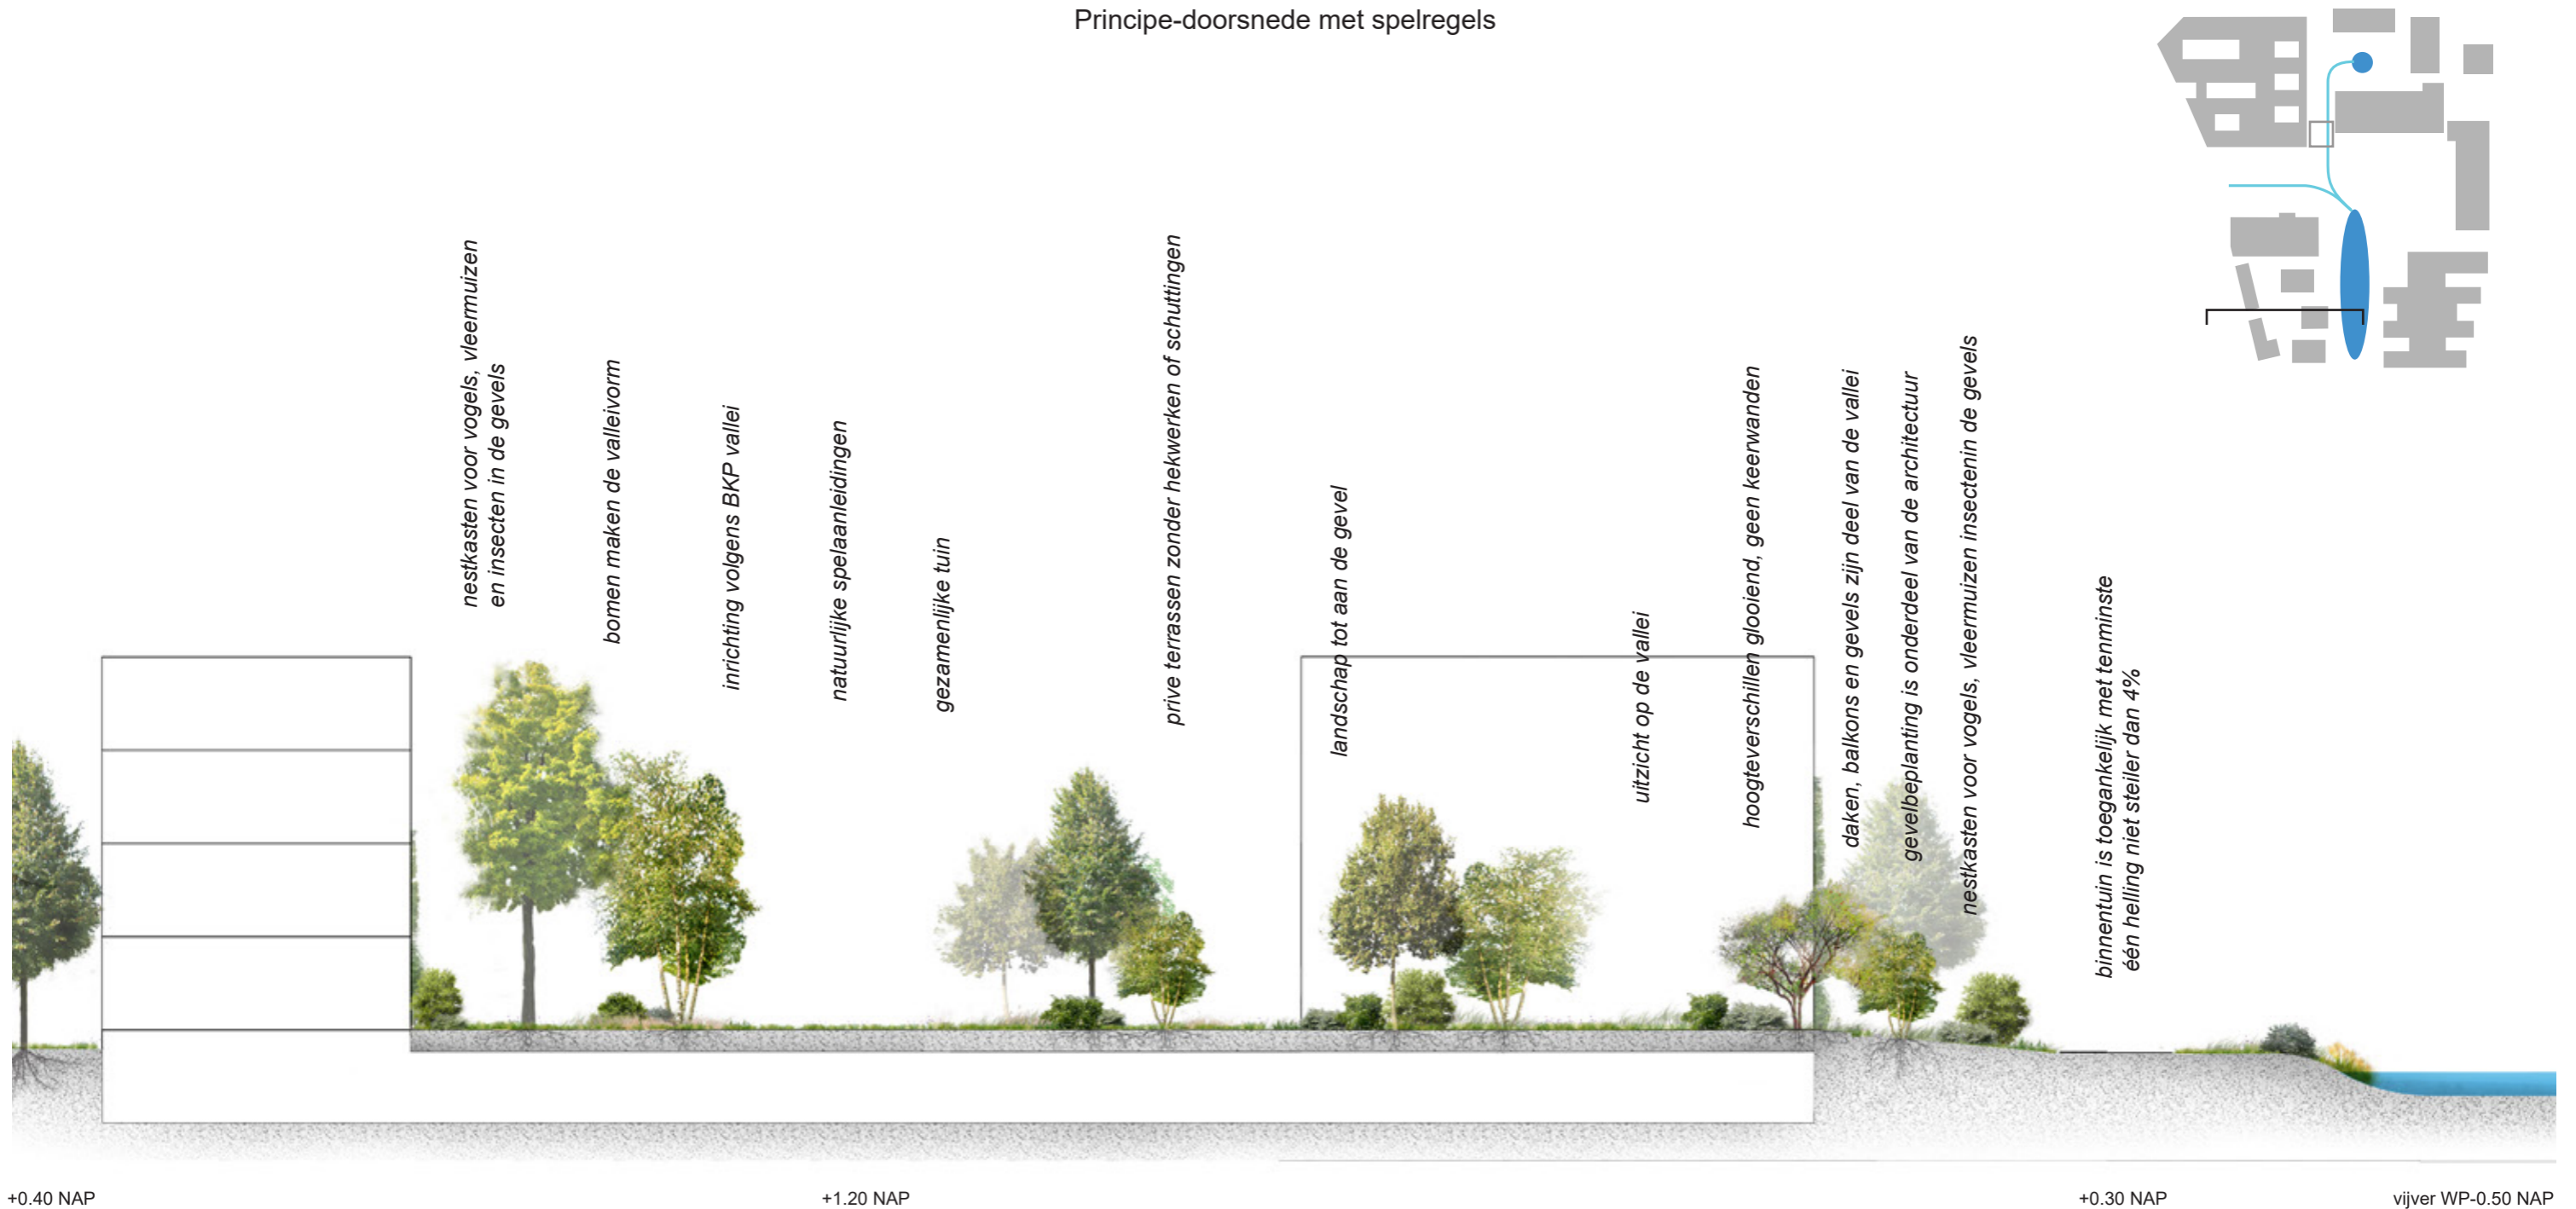 Principe-doorsnede met spelregels
nestkasten voor vogels, vleermuizen
en insecten in de gevels
bomen maken de valleivorm
inrichting volgens BKP vallei
natuurlijke spelaanleidingen
gezamenlijke tuin
prive terrassen zonder hekwerken of schuttingen
landschap tot aan de gevel
uitzicht op de vallei
hoogteverschillen glooiend, geen keerwanden
daken, balkons en gevels zijn deel van de vallei
gevelbeplanting is onderdeel van de architectuur
nestkasten voor vogels, vleermuizen insectenin de gevels
binnentuin is toegankelijk met tenminste
één helling niet steiler dan 4%
+0.40 NAP
+1.20 NAP
+0.30 NAP
vijver WP-0.50 NAP